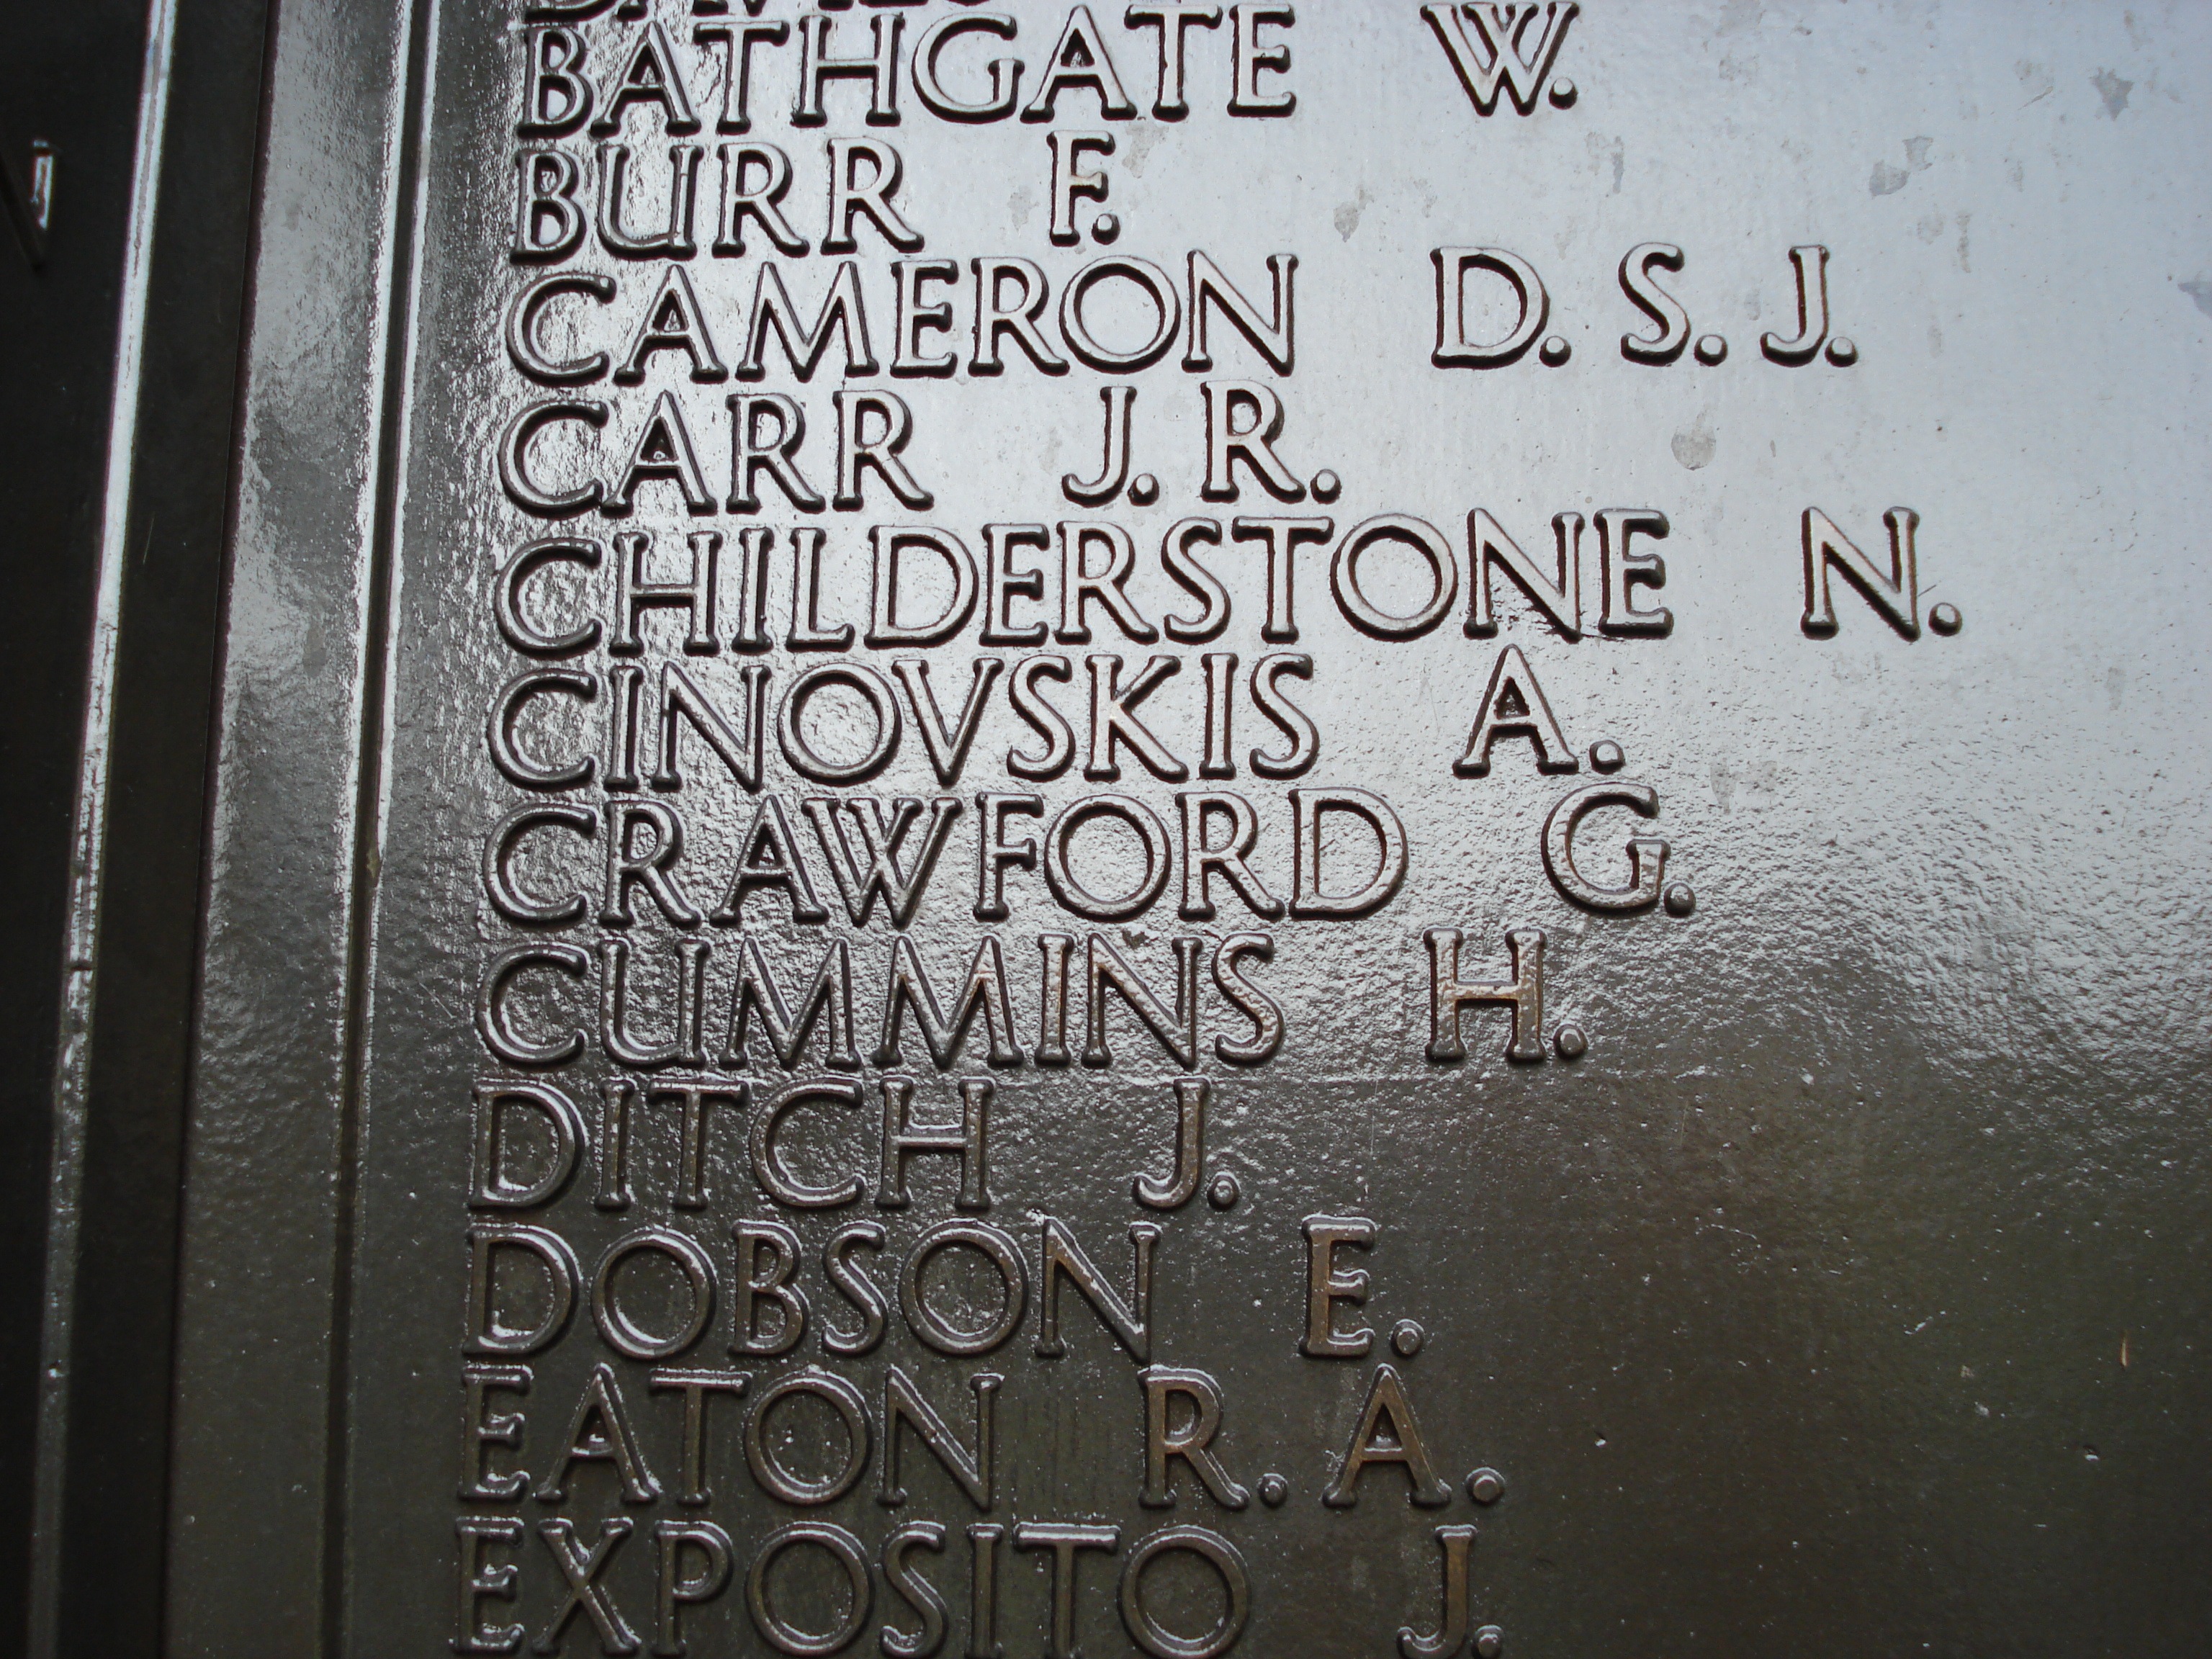 BATHGATE W.
BURR F.
CAMERON D. S. J.
CARR J. R.
CHILDERSTONE N.
CINOVSKIS A.
CRAWFORD G.
CUMMINS H.
DITCH J.
DOBSON E.
EATON R. A.
EXPOSITO J.